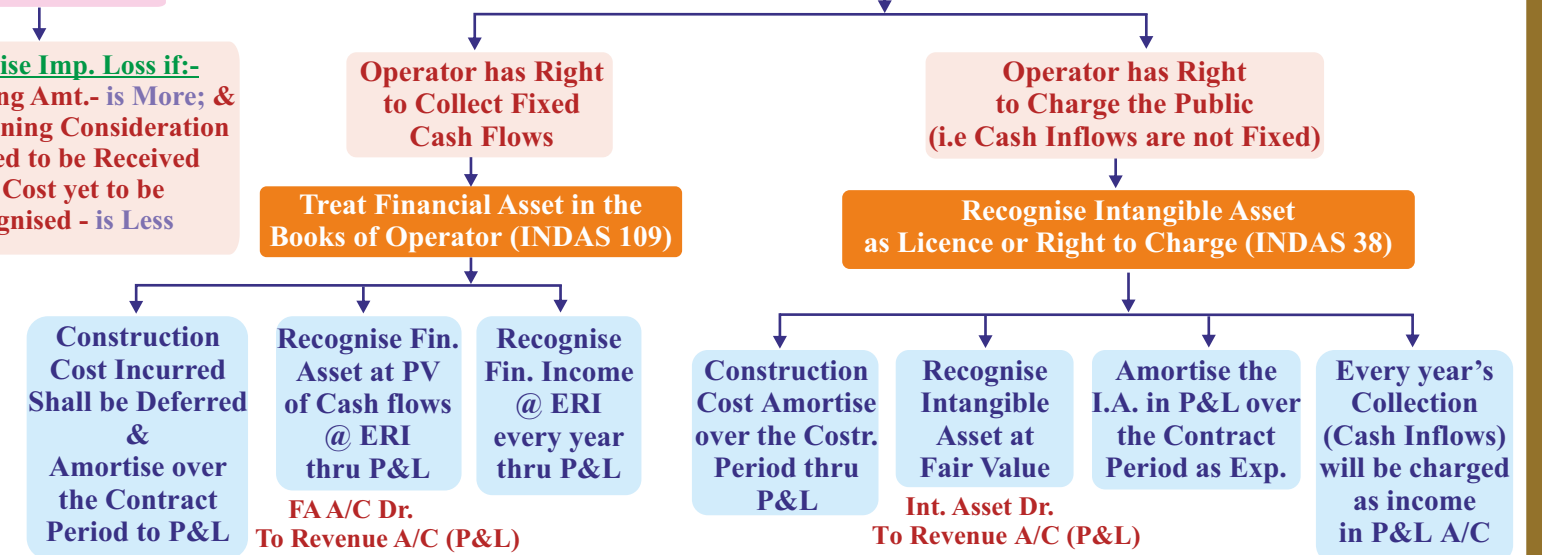 ise Imp. Loss if:-
ng Amt.- is More; &
ning Consideration
ed to be Received
Cost yet to be
gnised - is Less
Operator has Right
to Collect Fixed
Cash Flows
Treat Financial Asset in the
Books of Operator (INDAS 109)
Construction
Cost Incurred
Shall be Deferred
&
Amortise over
the Contract
Period to P&L
Recognise Fin.
Asset at PV
of Cash flows
@ ERI
thru P&L
FA A/C Dr.
To Revenue A/C (P&L)
Recognise
Fin. Income
@ ERI
every year
thru P&L
Operator has Right
to Charge the Public
(i.e Cash Inflows are not Fixed)
Recognise Intangible Asset
as Licence or Right to Charge (INDAS 38)
Construction
Cost Amortise
over the Costr.
Period thru
P&L
Recognise
Intangible
Asset at
Fair Value
Int. Asset Dr.
To Revenue A/C (P&L)
Amortise the
I.A. in P&L over
the Contract
Period as Exp.
Every year’s
Collection
(Cash Inflows)
will be charged
as income
in P&L A/C